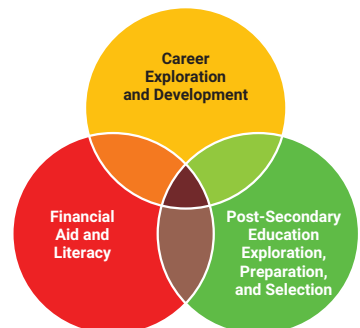 Career
Exploration
and Development
Financial
Aid and
Literacy
Post-Secondary
Education
Exploration,
Preparation,
and Selection